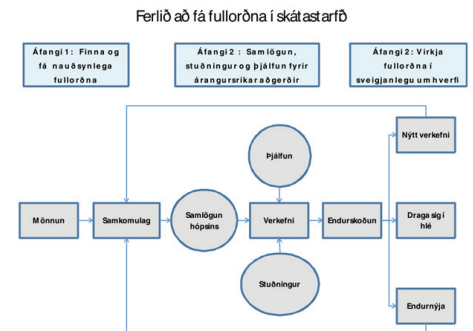 Ferlið að fá fullorðna í skátastarfið
Áfangi 1: Finna og
fá nauðsynlega
fullorðna
Áfangi 2: Samlögun,
stuðningur og þjálfun fyrir
árangursríkar aðgerðir
Áfangi 2: Virkja
fullorðna í
sveigjanlegu umhverfi
Nýtt verkefni
Þjálfun
Mönnun
Samkomulag
Samlögun
hópsins
Verkefni
Endurskoðun
Draga sig í
hlé
Stuðningur
Endurnýja